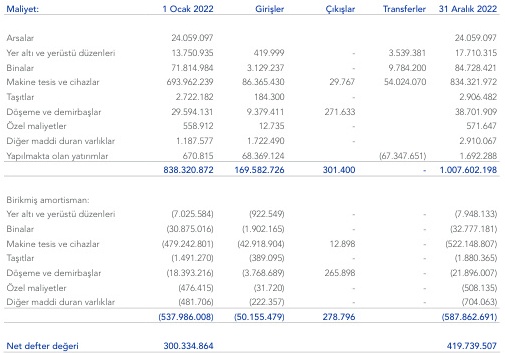 Maliyet: 1 Ocak 2022 Girişler Çıkışlar Transferler 31 Aralık 2022
Arsalar 24.059.097 24.059.097
Yer altı ve yerüstü düzenleri 13.750.935 419.999 - 3.539.381 17.710.315
Binalar 71.814.984 3.129.237 - 9.784.200 84.728.421
Makine tesis ve cihazlar 693.962.239 86.365.430 29.767 54.024.070 834.321.972
Taşıtlar 2.722.182 184.300 - - 2.906.482
Döşeme ve demirbaşlar 29.594.131 9.379.411 271.633 - 38.701.909
Özel maliyetler 558.912 12.735 - - 571.647
Diğer maddi duran varlıklar 1.187.577 1.722.490 - - 2.910.067
Yapılmakta olan yatırımlar 670.815 68.369.124 (67.347.651) 1.692.288
838.320.872 169.582.726 301.400 - 1.007.602.198
Birikmiş amortisman:
Yer altı ve yerüstü düzenleri (7.025.584) (922.549) - - (7.948.133)
Binalar (30.875.016) (1.902.165) - - (32.777.181)
Makine tesis ve cihazlar (479.242.801) (42.918.904) 12.898 - (522.148.807)
Taşıtlar (1.491.270) (389.095) - - (1.880.365)
Döşeme ve demirbaşlar (18.393.216) (3.768.689) 265.898 - (21.896.007)
Özel maliyetler (476.415) (31.720) - - (508.135)
Diğer maddi duran varlıklar (481.706) (222.357) - - (704.063)
(537.986.008) (50.155.479) 278.796 (587.862.691)
Net defter değeri 300.334.864 419.739.507